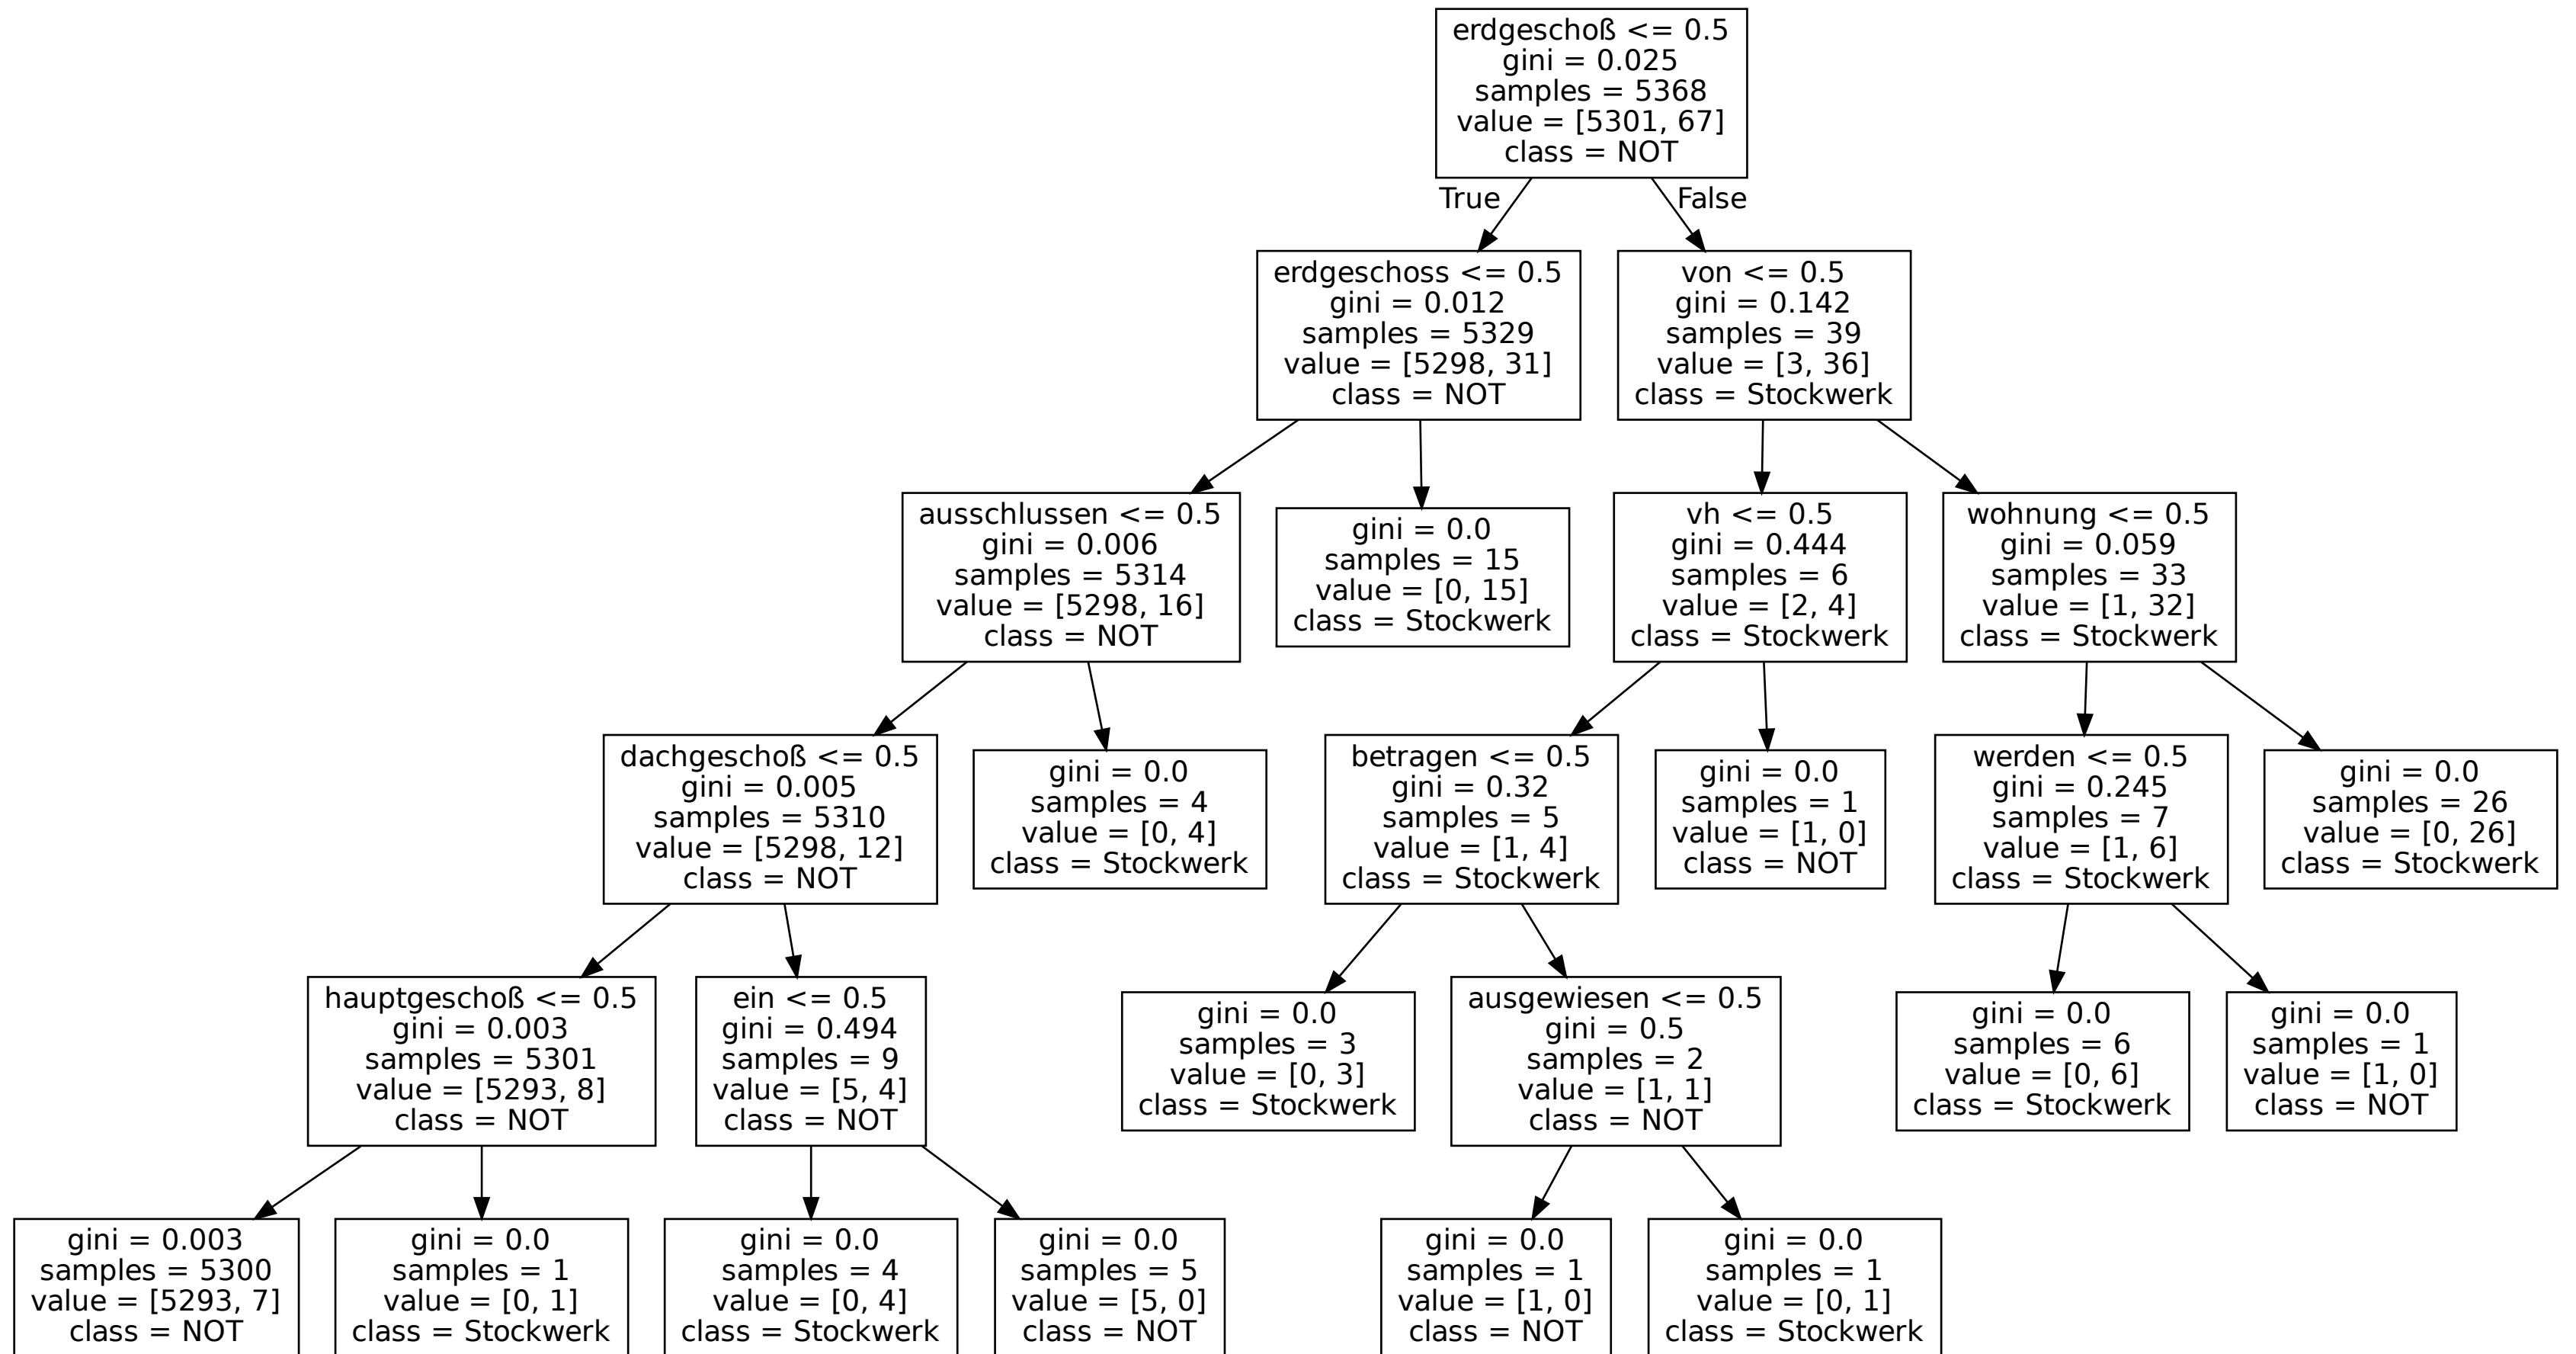 erdgeschoß <= 0.5
gini = 0.025
samples = 5368
value = [5301, 67]
class = NOT
True
False
erdgeschoss <= 0.5
gini = 0.012
samples = 5329
value = [5298, 31]
class = NOT
von <= 0.5
gini = 0.142
samples = 39
value = [3, 36]
class = Stockwerk
ausschlussen <= 0.5
gini = 0.006
samples = 5314
value = [5298, 16]
class = NOT
gini = 0.0
samples = 15
value = [0, 15]
class = Stockwerk
vh <= 0.5
gini = 0.444
samples = 6
value = [2, 4]
class = Stockwerk
wohnung <= 0.5
gini = 0.059
samples = 33
value = [1, 32]
class = Stockwerk
dachgeschoß <= 0.5
gini = 0.005
samples = 5310
value = [5298, 12]
class = NOT
gini = 0.0
samples = 4
value = [0, 4]
class = Stockwerk
betragen <= 0.5
gini = 0.32
samples = 5
value = [1, 4]
class = Stockwerk
gini = 0.0
samples = 1
value = [1, 0]
class = NOT
werden <= 0.5
gini = 0.245
samples = 7
value = [1, 6]
class = Stockwerk
gini = 0.0
samples = 26
value = [0, 26]
class = Stockwerk
hauptgeschoß <= 0.5
gini = 0.003
samples = 5301
value = [5293, 8]
class = NOT
ein <= 0.5
gini = 0.494
samples = 9
value = [5, 4]
class = NOT
gini = 0.0
samples = 3
value = [0, 3]
class = Stockwerk
ausgewiesen <= 0.5
gini = 0.5
samples = 2
value = [1, 1]
class = NOT
gini = 0.0
samples = 6
value = [0, 6]
class = Stockwerk
gini = 0.0
samples = 1
value = [1, 0]
class = NOT
gini = 0.003
samples = 5300
value = [5293, 7]
class = NOT
gini = 0.0
samples = 1
value = [0, 1]
class = Stockwerk
gini = 0.0
samples = 4
value = [0, 4]
class = Stockwerk
gini = 0.0
samples = 5
value = [5, 0]
class = NOT
gini = 0.0
samples = 1
value = [1, 0]
class = NOT
gini = 0.0
samples = 1
value = [0, 1]
class = Stockwerk